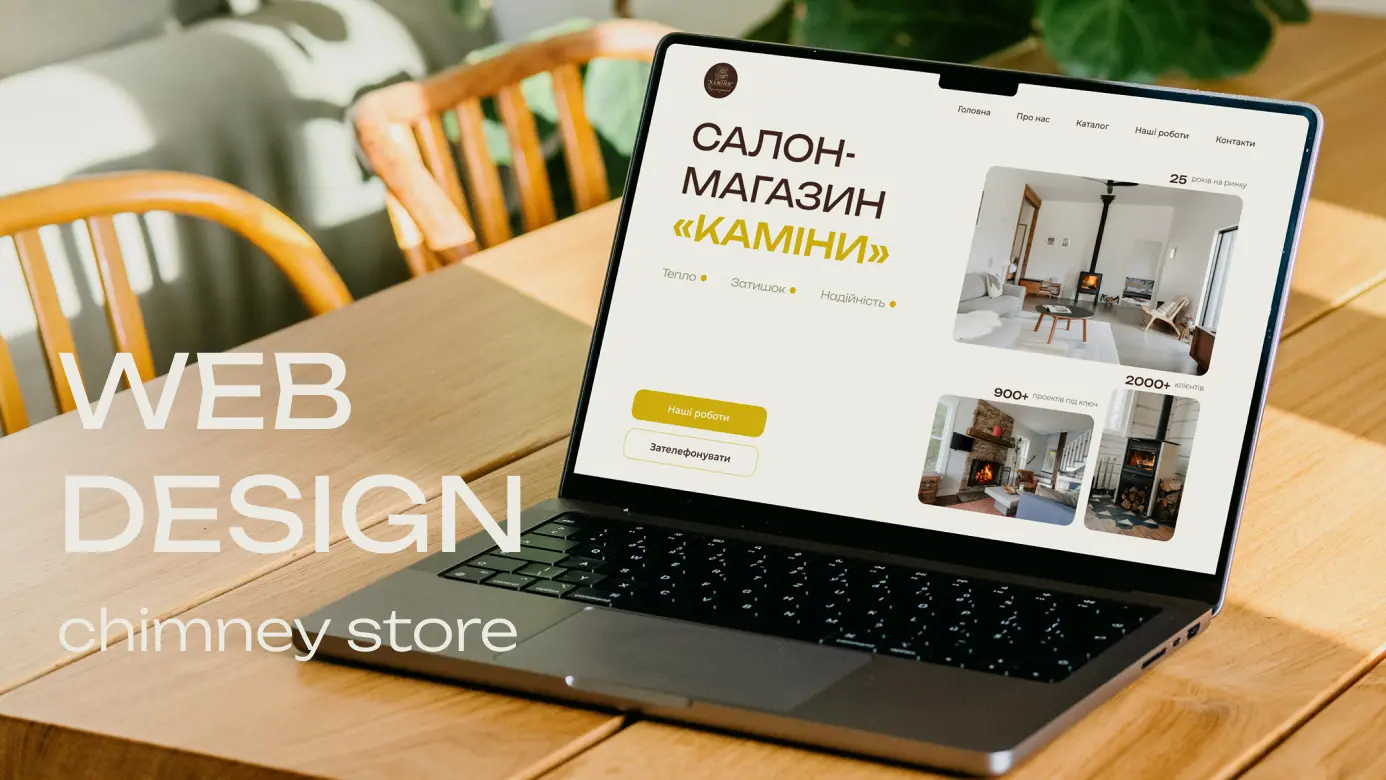 WEB
DESIGN
chimney store
Головна
Про нас
Каталог
Наші роботи
Контакти
САЛОН-
МАГАЗИН
«КАМІНИ»
Тепло
Затишок
Надійність
Наші роботи
Зателефонувати
25 років на ринку
900+ проектів під ключ
2000+ клієнтів